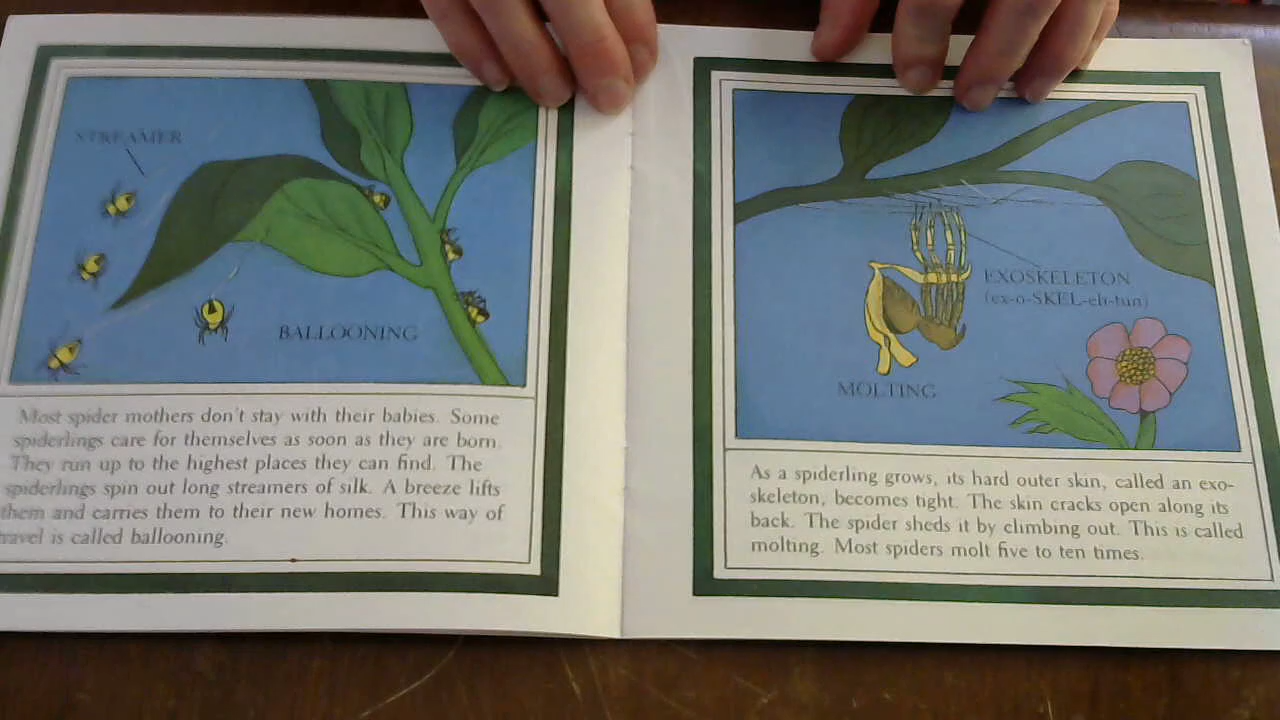 STREAMER
BALLOONING
Most spider mothers don't stay with their babies. Some
spiderlings care for themselves as soon as they are born.
They run up to the highest places they can find. The
spiderlings spin out long streamers of silk. A breeze lifts
them and carries them to their new homes. This way of
ravel is called ballooning.
EXOSKELETON
(ex-o-SKEL-eh-tun)
MOLTING
As a spiderling grows, its hard outer skin, called an exo-
skeleton, becomes tight. The skin cracks open along its
back. The spider sheds it by climbing out. This is called
molting. Most spiders molt five to ten times.